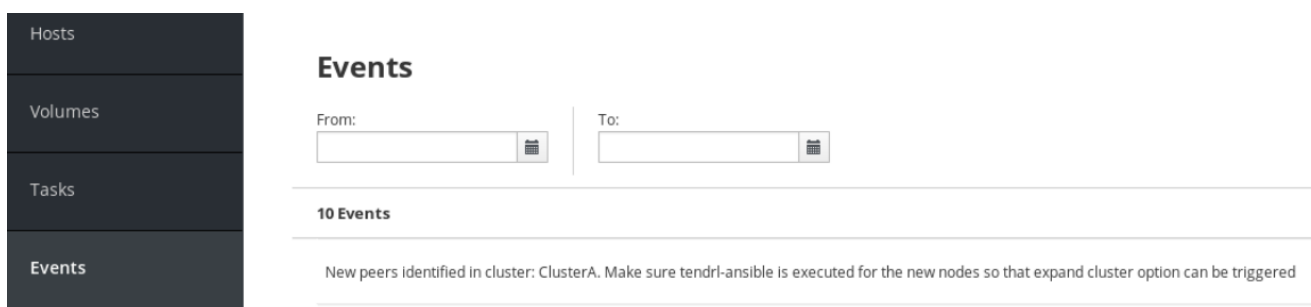 Hosts
Volumes
Tasks
Events
Events
From:
To:
10 Events
New peers identified in cluster: ClusterA. Make sure tendrl-ansible is executed for the new nodes so that expand cluster option can be triggered